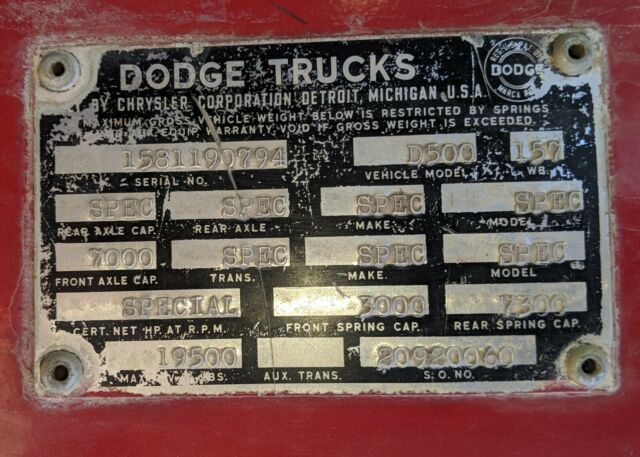 DODGE TRUCKS
DODGE
BY CHRYSLER CORPORATION DETROIT, MICHIGAN U.S.A.
MAXIMUM GROSS VEHICLE WEIGHT BELOW IS RESTRICTED BY SPRINGS
AND AUX. EQUIP. WARRANTY VOID IF GROSS WEIGHT IS EXCEEDED.
1581190794 D500 157
SERIAL NO. VEHICLE MODEL W.B.
SPEC SPEC SPEC SPEC
REAR AXLE CAP. REAR AXLE MAKE. MODEL
7000 SPEC SPEC SPEC
FRONT AXLE CAP. TRANS. MAKE. MODEL
SPECIAL 3000 7300
CERT. NET HP AT R.P.M. FRONT SPRING CAP. REAR SPRING CAP.
19500 20920060
LBS. AUX. TRANS. S.O. NO.